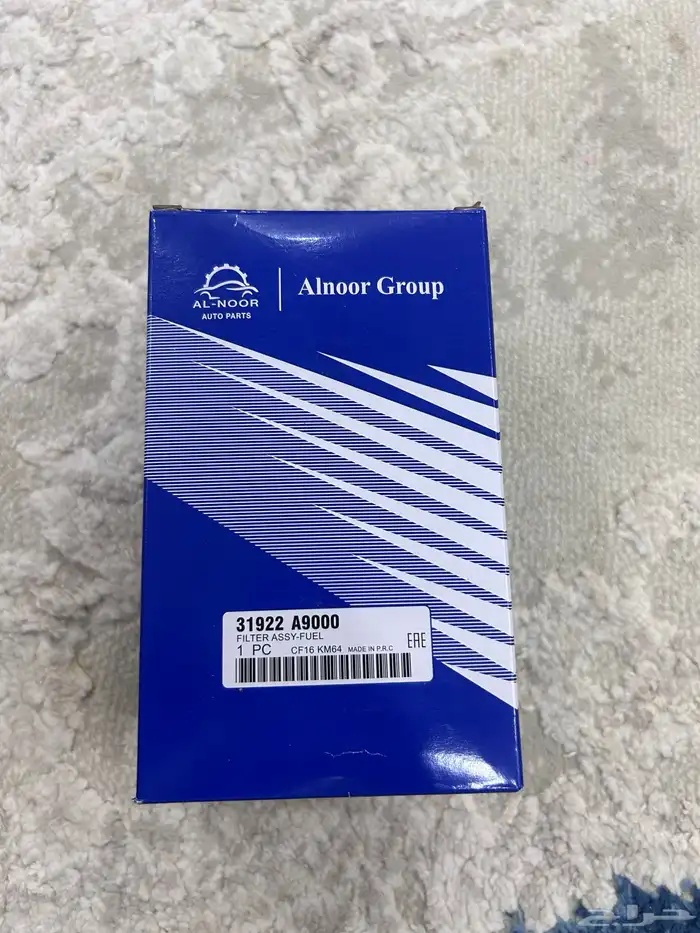 AL-NOOR
AUTO PARTS
Alnoor Group
31922 A9000
FILTER ASSY-FUEL
1 PC CF16 KM64 MADE IN P.R.C
EAE
حراج